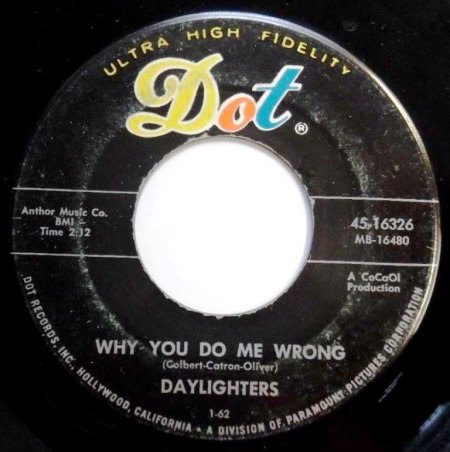 ULTRA HIGH FIDELITY
Dot®
Anthor Music Co.
BMI
Time 2:12
45-16326
MB-16480
A CoCaOl
Production
WHY YOU DO ME WRONG
(Golbert-Catron-Oliver)
DAYLIGHTERS
1-62
DOT RECORDS, INC., HOLLYWOOD, CALIFORNIA - A DIVISION OF PARAMOUNT PICTURES CORPORATION